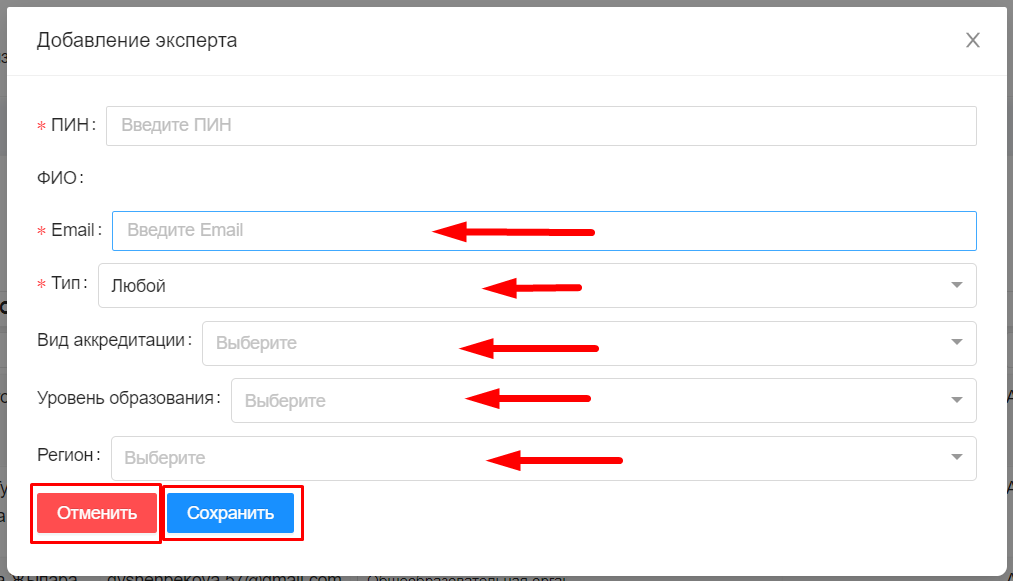 Добавление эксперта
* ПИН: Введите ПИН
ФИО:
* Email: Введите Email
* Тип: Любой
Вид аккредитации: Выберите
Уровень образования: Выберите
Регион: Выберите
Отменить Сохранить